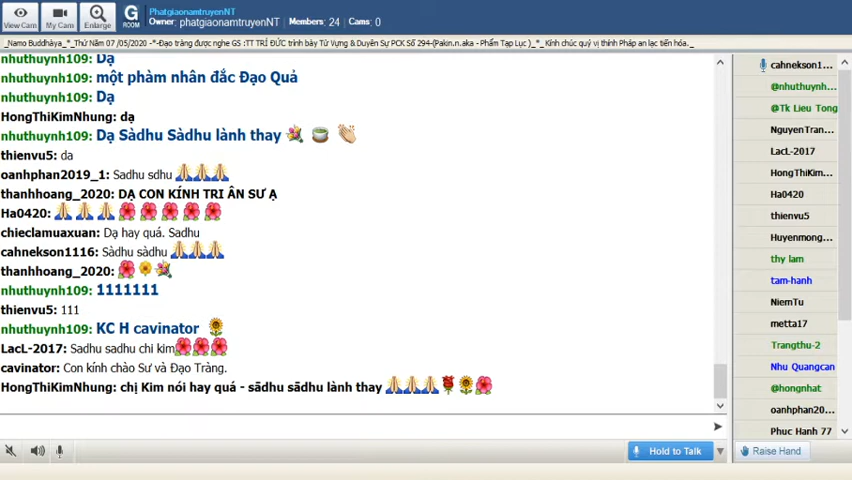 View Cam
My Cam
Enlarge
G ROOM
PhatgiaonamtruyenNT
Owner: phatgiaonamtruyenNT Members: 24 Cams: 0
_Namo Buddhàya_*_Thứ Năm 07 /05/2020 -*-Đạo tràng được nghe GS :TT TRÍ ĐỨC trình bày Từ Vựng & Duyên Sự PCK Số 294-(Pakin.n.aka - Phẩm Tạp Lục )_*_ Kính chúc quý vị thính Pháp an lạc tiến hóa._
nhuthuynh109: Dạ
nhuthuynh109: một phàm nhân đắc Đạo Quả
nhuthuynh109: Dạ
HongThiKimNhung: dạ
nhuthuynh109: Dạ Sàdhu Sàdhu lành thay
thienvu5: da
oanhphan2019_1: Sadhu sdhu
thanhhoang_2020: DẠ CON KÍNH TRI ÂN SƯ Ạ
Ha0420:
chieclamuaxuan: Dạ hay quá. Sadhu
cahnekson1116: Sàdhu sàdhu
thanhhoang_2020:
nhuthuynh109: 1111111
thienvu5: 111
nhuthuynh109: KC H cavinator
LacL-2017: Sadhu sadhu chi kim
cavinator: Con kính chào Sư và Đạo Tràng.
HongThiKimNhung: chị Kim nói hay quá - sādhu sādhu lành thay
cahnekson1...
@nhuthuynh...
@Tk Lieu Tong
NguyenTran...
LacL-2017
HongThiKim...
Ha0420
thienvu5
Huyenmong...
thy lam
tam-hanh
NiemTu
metta17
Trangthu-2
Nhu Quangcan
@hongnhat
oanhphan20...
Phuc Hanh 77
Hold to Talk
Raise Hand